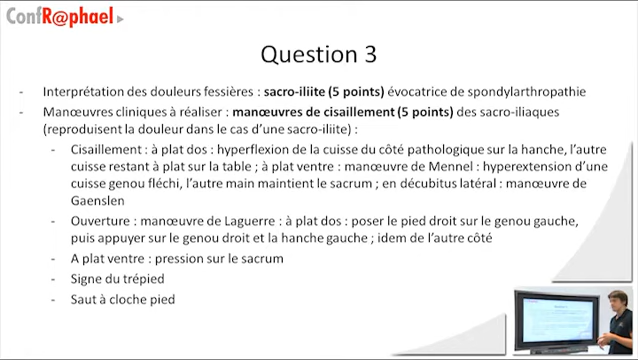 ConfR@phael
Question 3
- Interprétation des douleurs fessières : sacro-iliite (5 points) évocatrice de spondylarthropathie
- Manœuvres cliniques à réaliser : manœuvres de cisaillement (5 points) des sacro-iliaques
(reproduisent la douleur dans le cas d'une sacro-iliite) :
- Cisaillement : à plat dos : hyperflexion de la cuisse du côté pathologique sur la hanche, l'autre
cuisse restant à plat sur la table ; à plat ventre : manœuvre de Mennel : hyperextension d'une
cuisse genou fléchi, l'autre main maintient le sacrum ; en décubitus latéral : manœuvre de
Gaenslen
- Ouverture : manœuvre de Laguerre : à plat dos : poser le pied droit sur le genou gauche,
puis appuyer sur le genou droit et la hanche gauche ; idem de l'autre côté
- A plat ventre : pression sur le sacrum
- Signe du trépied
- Saut à cloche pied